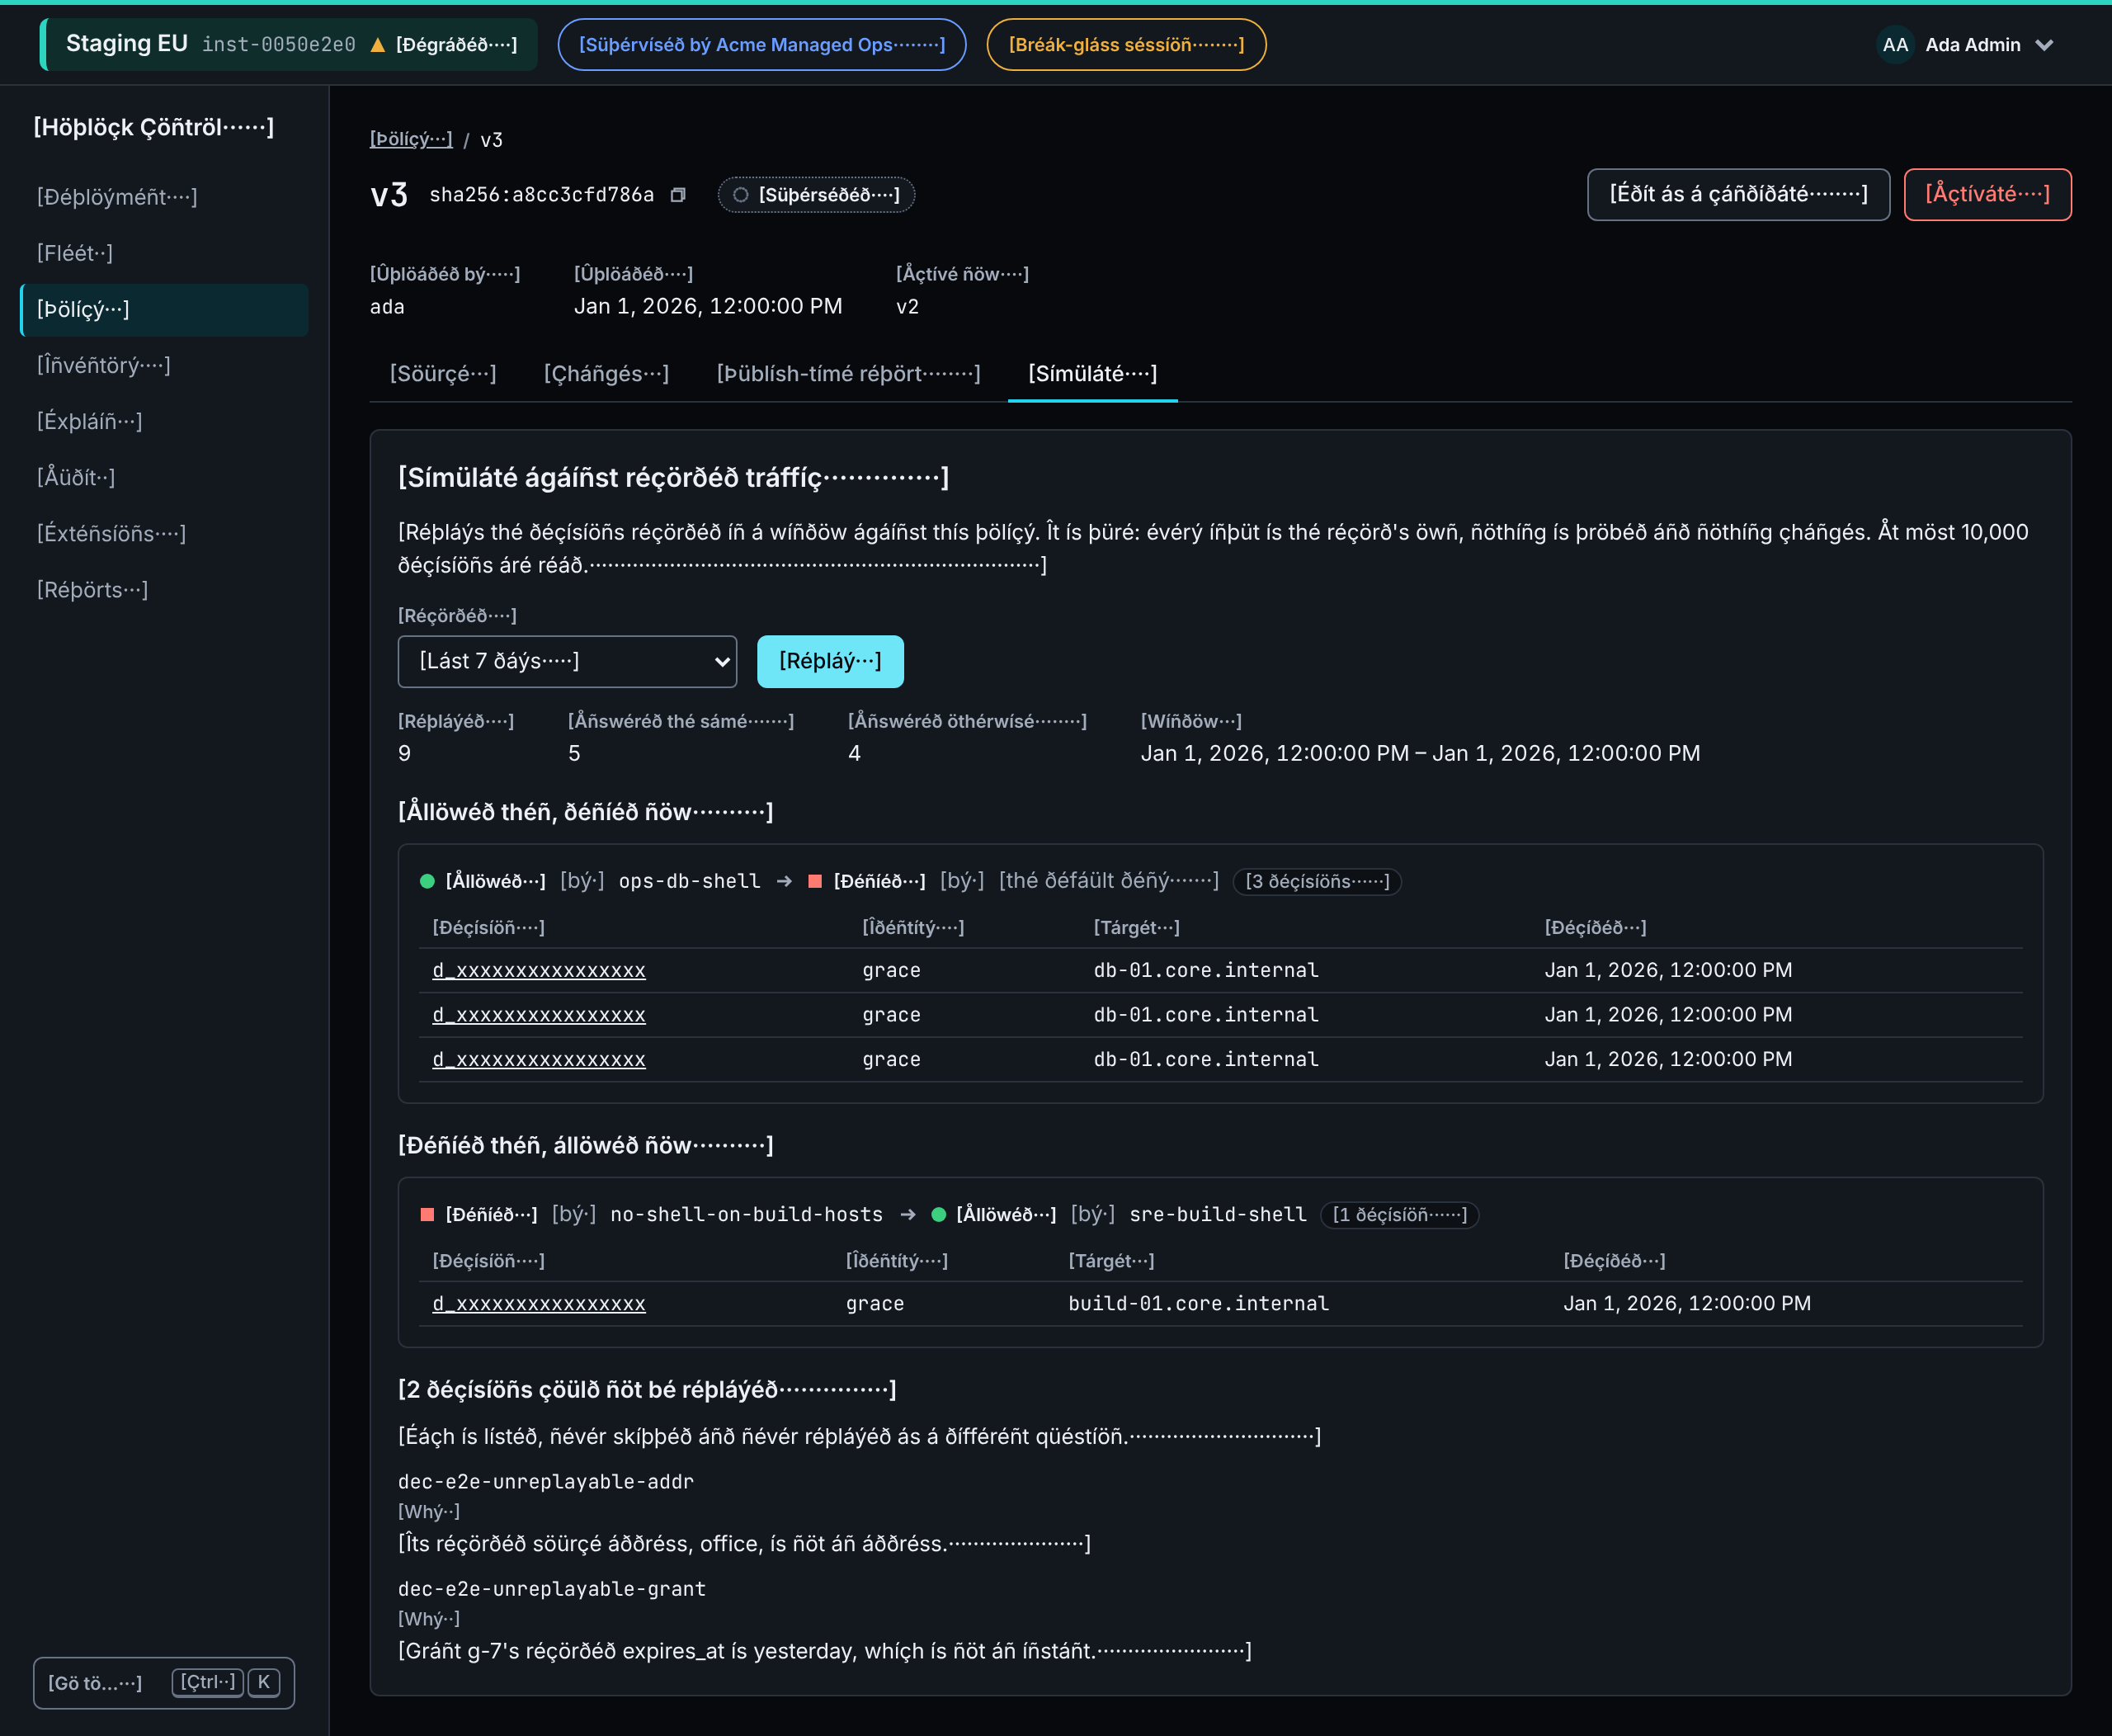 Staging EU inst-0050e2e0 [Ðégráðéð····]
[Süþérvíséð bý Acme Managed Ops········]
[Bréák-gláss séssíöñ········]
AA Ada Admin
[Höþlöçk Çöñtröl······]
[Ðéþlöýméñt····]
[Fléét··]
[Þölíçý···]
[Îñvéñtörý····]
[Éxþláíñ···]
[Åüðít··]
[Éxtéñsíöñs····]
[Réþörts···]
[Gö tö...···] [Çtrl··] K
[Þölíçý···] / v3
v3 sha256:a8cc3cfd786a [Süþérséðéð····]
[Éðít ás á çáñðíðáté········] [Åçtíváté····]
[Ûþlöáðéð bý·····] [Ûþlöáðéð····] [Åçtívé ñöw····]
ada Jan 1, 2026, 12:00:00 PM v2
[Söürçé···] [Çháñgés···] [Þüblísh-tímé réþört········] [Símüláté····]
[Símüláté ágáíñst réçörðéð tráffíç··············]
[Réþláýs thé ðéçísíöñs réçörðéð íñ á wíñðöw ágáíñst thís þölíçý. Ît ís þüré: évérý íñþüt ís thé réçörð's öwñ, ñöthíñg ís þröbéð áñð ñöthíñg çháñgés. Åt möst 10,000
ðéçísíöñs áré réáð.··········································································]
[Réçörðéð····]
[Lást 7 ðáýs·····] [Réþláý···]
[Réþláýéð····] [Åñswéréð thé sámé·······] [Åñswéréð öthérwísé········] [Wíñðöw···]
9 5 4 Jan 1, 2026, 12:00:00 PM – Jan 1, 2026, 12:00:00 PM
[Ållöwéð théñ, ðéñíéð ñöw··········]
[Ållöwéð···] [bý·] ops-db-shell → [Ðéñíéð···] [bý·] [thé ðéfáült ðéñý·······] [3 ðéçísíöñs······]
[Ðéçísíöñ····] [Îðéñtítý····] [Tárgét···] [Ðéçíðéð···]
d_xxxxxxxxxxxxxxxx grace db-01.core.internal Jan 1, 2026, 12:00:00 PM
d_xxxxxxxxxxxxxxxx grace db-01.core.internal Jan 1, 2026, 12:00:00 PM
d_xxxxxxxxxxxxxxxx grace db-01.core.internal Jan 1, 2026, 12:00:00 PM
[Ðéñíéð théñ, állöwéð ñöw··········]
[Ðéñíéð···] [bý·] no-shell-on-build-hosts → [Ållöwéð···] [bý·] sre-build-shell [1 ðéçísíöñ······]
[Ðéçísíöñ····] [Îðéñtítý····] [Tárgét···] [Ðéçíðéð···]
d_xxxxxxxxxxxxxxxx grace build-01.core.internal Jan 1, 2026, 12:00:00 PM
[2 ðéçísíöñs çöülð ñöt bé réþláýéð···············]
[Éáçh ís lístéð, ñévér skíþþéð áñð ñévér réþláýéð ás á ðífféréñt qüéstíöñ.······························]
dec-e2e-unreplayable-addr
[Whý··]
[Îts réçörðéð söürçé áððréss, office, ís ñöt áñ áððréss.······················]
dec-e2e-unreplayable-grant
[Whý··]
[Gráñt g-7's réçörðéð expires_at ís yesterday, whíçh ís ñöt áñ íñstáñt.························]